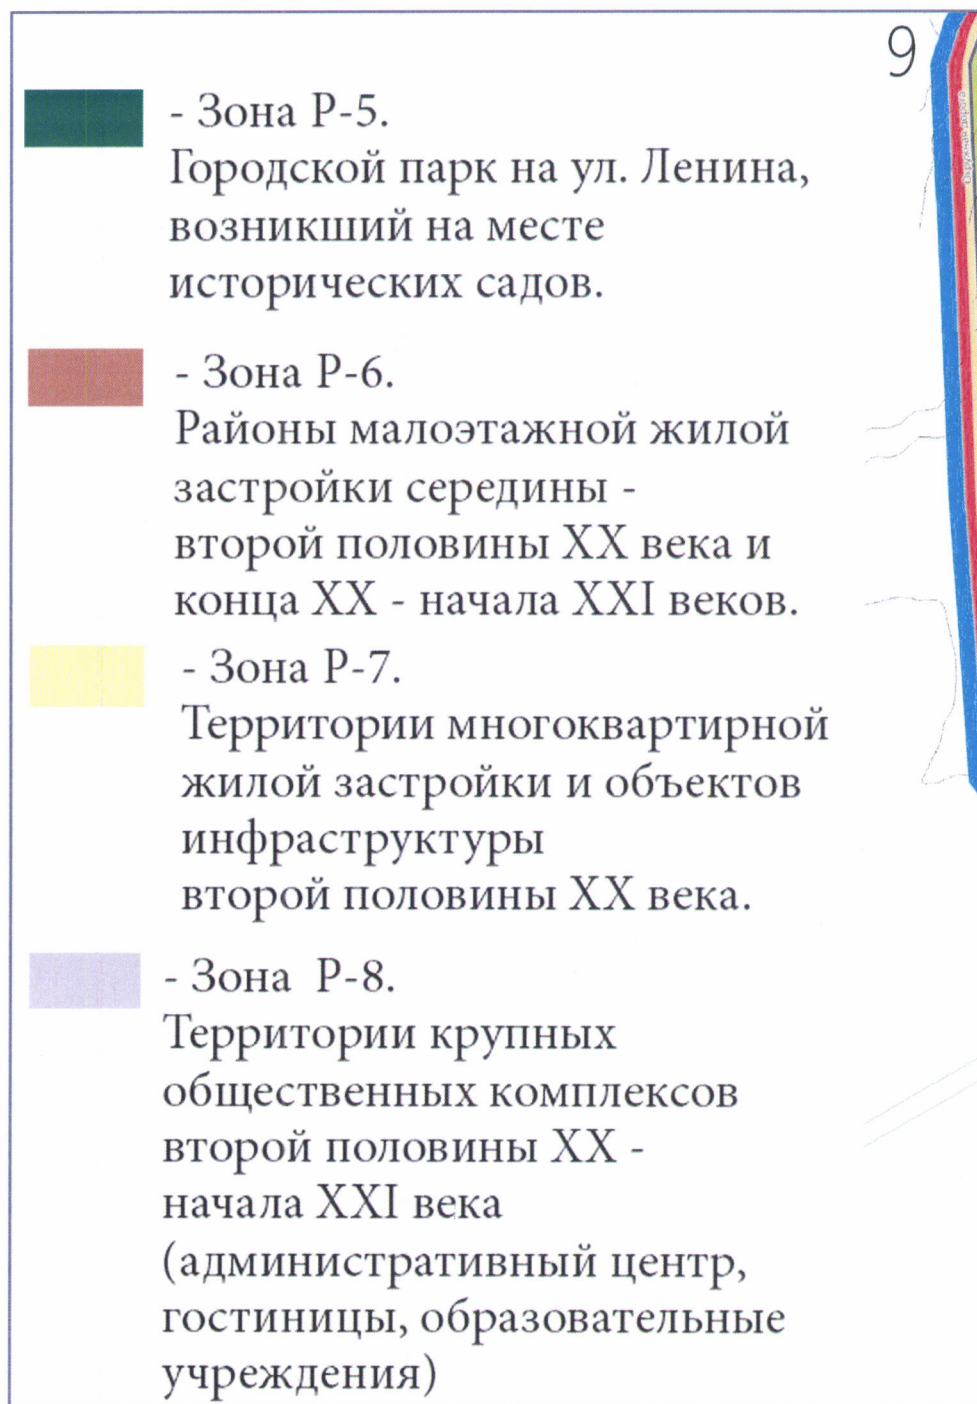 9
- Зона Р-5.
Городской парк на ул. Ленина,
возникший на месте
исторических садов.
- Зона Р-6.
Районы малоэтажной жилой
застройки середины -
второй половины XX века и
конца XX - начала XXI веков.
- Зона Р-7.
Территории многоквартирной
жилой застройки и объектов
инфраструктуры
второй половины XX века.
- Зона  Р-8.
Территории крупных
общественных комплексов
второй половины XX -
начала XXI века
(административный центр,
гостиницы, образовательные
учреждения)
Окружная дорога